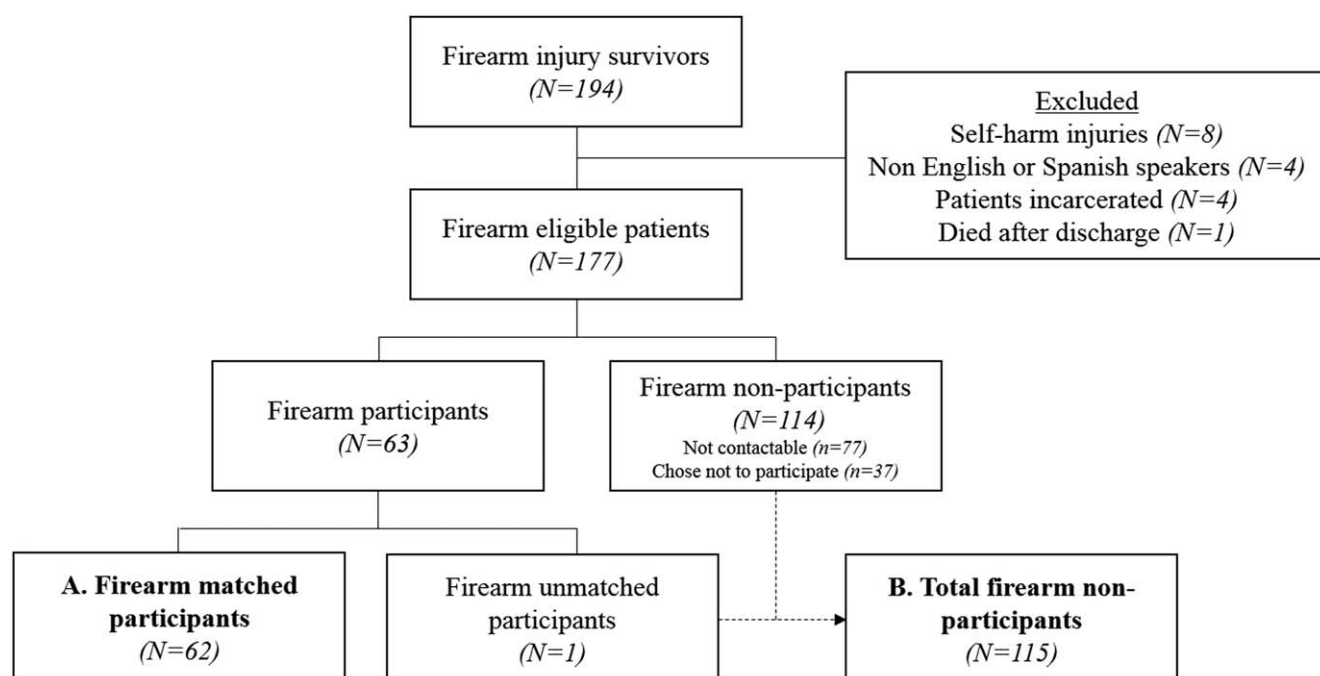 Firearm injury survivors
(N=194)
Excluded
Self-harm injuries (N=8)
Non English or Spanish speakers (N=4)
Patients incarcerated (N=4)
Died after discharge (N=1)
Firearm eligible patients
(N=177)
Firearm participants
(N=63)
Firearm non-participants
(N=114)
Not contactable (n=77)
Chose not to participate (n=37)
A. Firearm matched
participants
(N=62)
Firearm unmatched
participants
(N=1)
B. Total firearm non-
participants
(N=115)